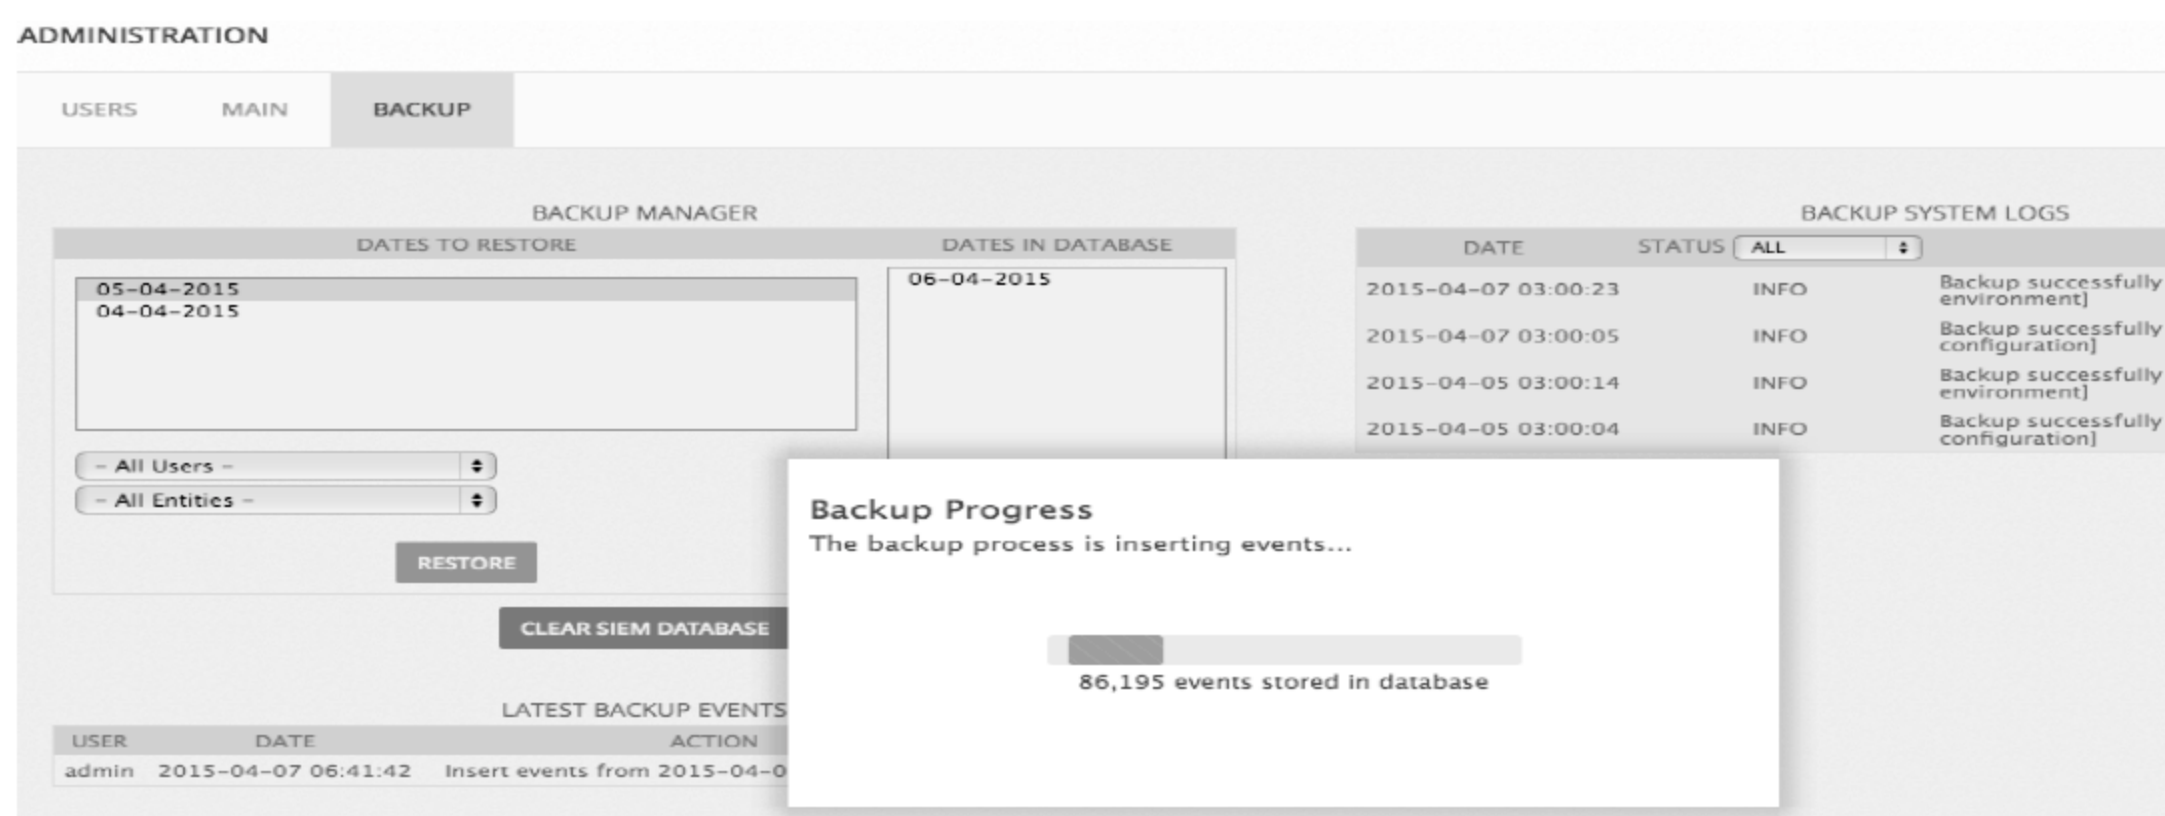 ADMINISTRATION
USERS MAIN BACKUP
BACKUP MANAGER
DATES TO RESTORE DATES IN DATABASE
05-04-2015
04-04-2015
06-04-2015
- All Users -
- All Entities -
RESTORE
CLEAR SIEM DATABASE
BACKUP SYSTEM LOGS
DATE STATUS ALL
2015-04-07 03:00:23 INFO Backup successfully
environment]
2015-04-07 03:00:05 INFO Backup successfully
configuration]
2015-04-05 03:00:14 INFO Backup successfully
environment]
2015-04-05 03:00:04 INFO Backup successfully
configuration]
Backup Progress
The backup process is inserting events...
86,195 events stored in database
LATEST BACKUP EVENTS
USER DATE ACTION
admin 2015-04-07 06:41:42 Insert events from 2015-04-0